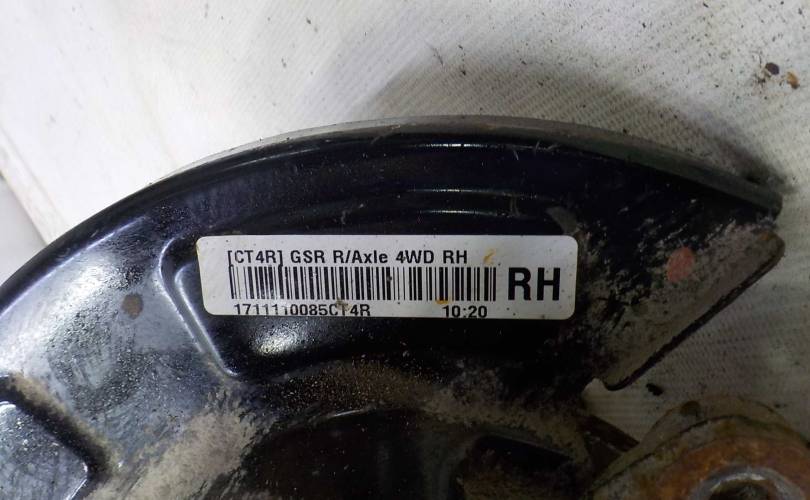 [CT4R] GSR R/Axle 4WD RH
RH
1711110085CT4R 10:20